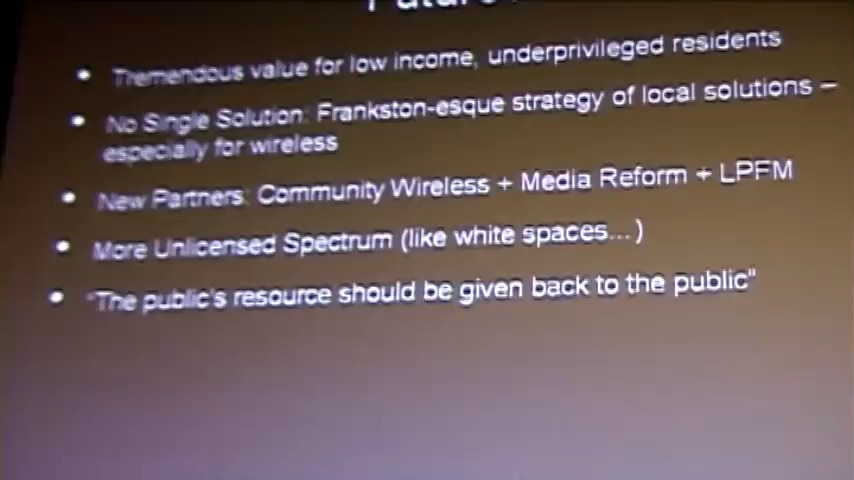 • Tremendous value for low income, underprivileged residents
• No Single Solution: Frankston-esque strategy of local solutions –
especially for wireless
• New Partners: Community Wireless + Media Reform + LPFM
• More Unlicensed Spectrum (like white spaces...)
• "The public's resource should be given back to the public"